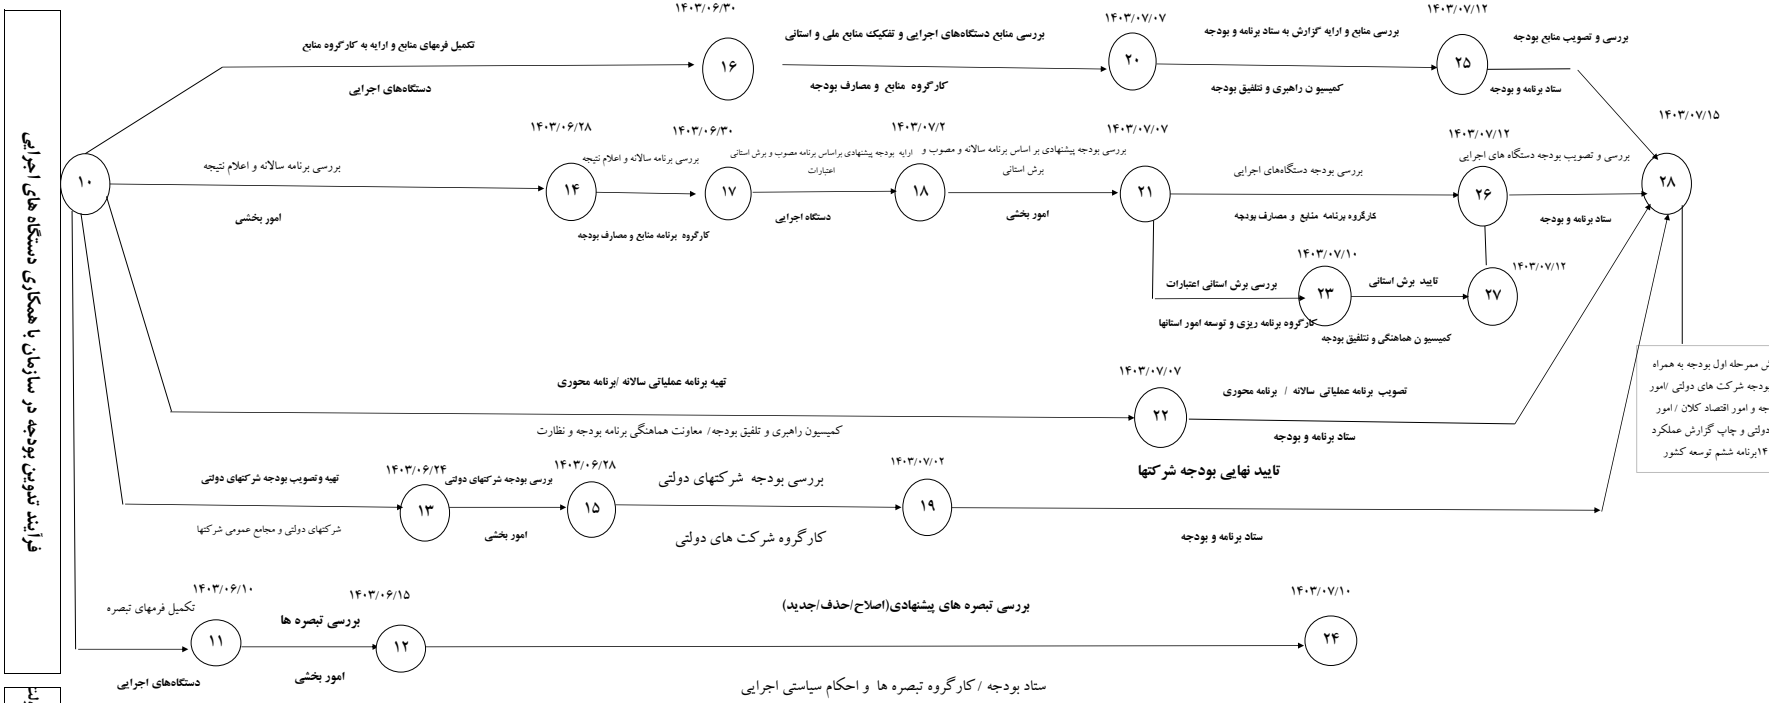 فرآیند تدوین بودجه در سازمان با همکاری دستگاه های اجرایی
۱۴۰۳/۰۶/۳۰
۱۴۰۳/۰۷/۰۷
۱۴۰۳/۰۷/۱۲
تکمیل فرمهای منابع و ارایه به کارگروه منابع
بررسی منابع دستگاه‌های اجرایی و تفکیک منابع ملی و استانی
بررسی منابع و ارایه گزارش به ستاد برنامه و بودجه
بررسی و تصویب منابع بودجه
۱۶
۲۰
۲۵
دستگاه‌های اجرایی
کارگروه منابع و مصارف بودجه
کمیسیو ن راهبری و نتلفیق بودجه
ستاد برنامه و بودجه
۱۴۰۳/۰۷/۱۵
۱۴۰۳/۰۶/۲۸
۱۴۰۳/۰۶/۳۰
۱۴۰۳/۰۷/۲
۱۴۰۳/۰۷/۰۷
۱۴۰۳/۰۷/۱۲
بررسی برنامه سالانه و اعلام نتیجه
بررسی برنامه سالانه و اعلام نتیجه
ارایه بودجه پیشنهادی براساس برنامه مصوب و برش استانی
اعتبارات
بررسی بودجه پیشنهادی بر اساس برنامه سالانه و مصوب و
برش استانی
بررسی بودجه دستگاه‌های اجرایی
بررسی و تصویب بودجه دستگاه های اجرایی
۱۰
۱۴
۱۷
۱۸
۲۱
۲۶
۲۸
امور بخشی
کارگروه برنامه منابع و مصارف بودجه
دستگاه اجرایی
امور بخشی
کارگروه برنامه منابع و مصارف بودجه
ستاد برنامه و بودجه
۱۴۰۳/۰۷/۱۰
۱۴۰۳/۰۷/۱۲
بررسی برش استانی اعتبارات
تایید برش استانی
۲۳
۲۷
کارگروه برنامه ریزی و توسعه امور استانها
کمیسیو ن هماهنگی و نتلفیق بودجه
۱۴۰۳/۰۷/۰۷
تهیه برنامه عملیاتی سالانه /برنامه محوری
تصویب برنامه عملیاتی سالانه / برنامه محوری
۲۲
کمیسیون راهبری و تلفیق بودجه/ معاونت هماهنگی برنامه بودجه و نظارت
ستاد برنامه و بودجه
ممرحله اول بودجه به همراه
بودجه شرکت های دولتی /امور
و امور اقتصاد کلان / امور
دولتی و چاپ گزارش عملکرد
برنامه ششم توسعه کشور
۱۴۰۳/۰۶/۲۴
۱۴۰۳/۰۶/۲۸
۱۴۰۳/۰۷/۰۲
تایید نهایی بودجه شرکتها
تهیه وتصویب بودجه شرکتهای دولتی
بررسی بودجه شرکتهای دولتی
بررسی بودجه شرکتهای دولتی
۱۳
۱۵
۱۹
شرکتهای دولتی و مجامع عمومی شرکتها
امور بخشی
کارگروه شرکت های دولتی
ستاد برنامه و بودجه
۱۴۰۳/۰۶/۱۰
۱۴۰۳/۰۶/۱۵
۱۴۰۳/۰۷/۱۰
تکمیل فرمهای تبصره
بررسی تبصره ها
بررسی تبصره های پیشنهادی(اصلاح/حذف/جدید)
۱۱
۱۲
۲۴
دستگاه‌های اجرایی
امور بخشی
ستاد بودجه / کارگروه تبصره ها و احکام سیاستی اجرایی